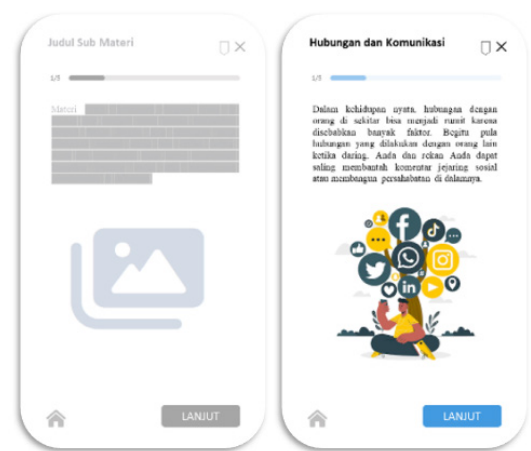 Judul Sub Materi
1/5
Materi
LANJUT
Hubungan dan Komunikasi
1/5
Dalam kehidupan nyata, hubungan dengan
orang di sekitar bisa menjadi rumit karena
disebabkan banyak faktor. Begitu pula
hubungan yang dilakukan dengan orang lain
ketika daring. Anda dan rekan Anda dapat
saling membantah komentar jejaring sosial
atau membangun persahabatan di dalamnya.
LANJUT